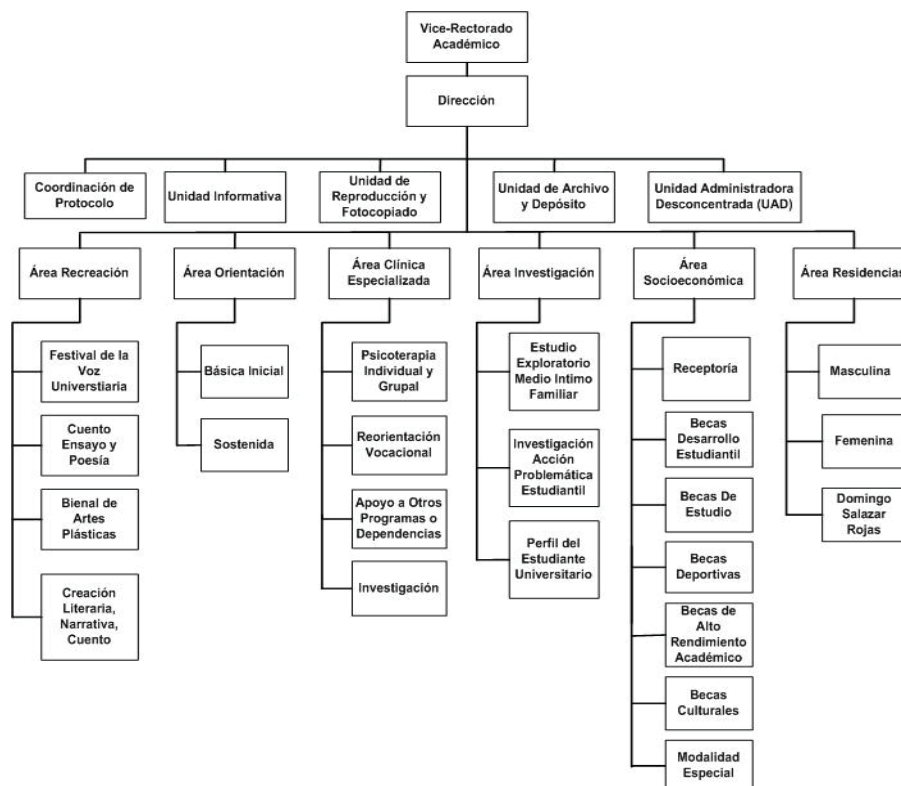 Vice-Rectorado
Académico
Dirección
Coordinación de
Protocolo
Unidad Informativa
Unidad de
Reproducción y
Fotocopiado
Unidad de Archivo
y Depósito
Unidad Administradora
Desconcentrada (UAD)
Área Recreación
Área Orientación
Área Clínica
Especializada
Área Investigación
Área
Socioeconómica
Área Residencias
Festival de la
Voz
Universtiaria
Cuento
Ensayo y
Poesía
Bienal de
Artes
Plásticas
Creación
Literaria,
Narrativa,
Cuento
Básica Inicial
Sostenida
Psicoterapia
Individual y
Grupal
Reorientación
Vocacional
Apoyo a Otros
Programas o
Dependencias
Investigación
Estudio
Exploratorio
Medio Intimo
Familiar
Investigación
Acción
Problemática
Estudiantil
Perfil del
Estudiante
Universitario
Receptoría
Becas
Desarrollo
Estudiantil
Becas De
Estudio
Becas
Deportivas
Becas de
Alto
Rendimiento
Académico
Becas
Culturales
Modalidad
Especial
Masculina
Femenina
Domingo
Salazar
Rojas